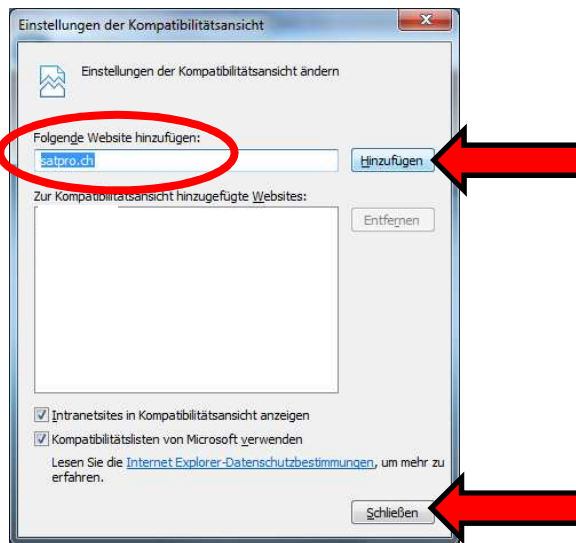 Einstellungen der Kompatibilitätsansicht
Einstellungen der Kompatibilitätsansicht ändern
Folgende Website hinzufügen:
satpro.ch
Hinzufügen
Zur Kompatibilitätsansicht hinzugefügte Websites:
Entfernen
Intranetsites in Kompatibilitätsansicht anzeigen
Kompatibilitätslisten von Microsoft verwenden
Lesen Sie die Internet Explorer-Datenschutzbestimmungen, um mehr zu
erfahren.
Schließen